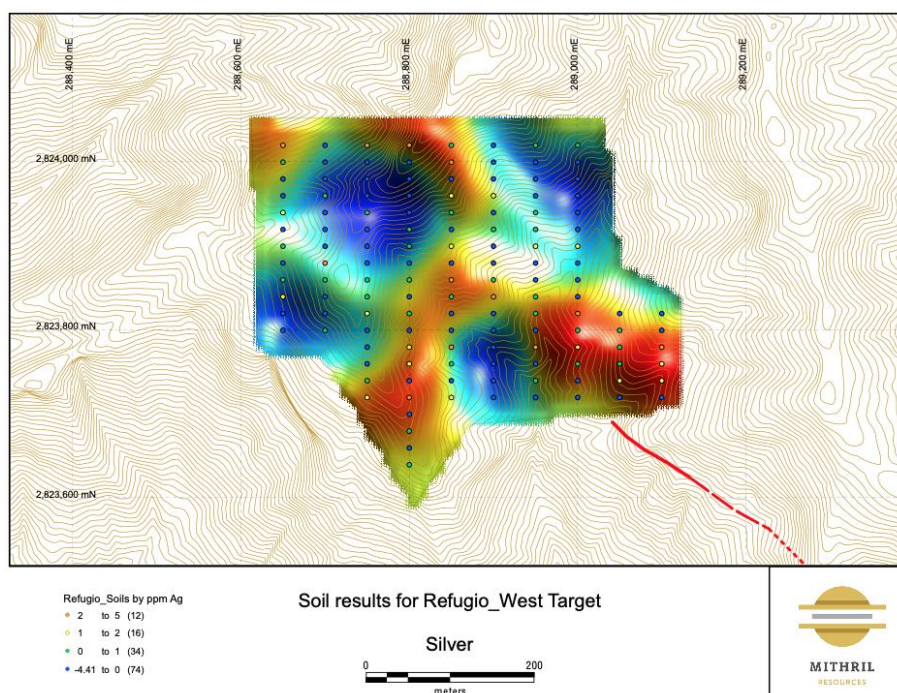 288,400 mE
288,600 mE
288,800 mE
289,000 mE
289,200 mE
2,824,000 mN
2,823,800 mN
2,823,600 mN
Refugio_Soils by ppm Ag
2 to 5 (12)
1 to 2 (16)
0 to 1 (34)
-4.41 to 0 (74)
Soil results for Refugio_West Target
Silver
0 200
meters
MITHRIL
RESOURCES